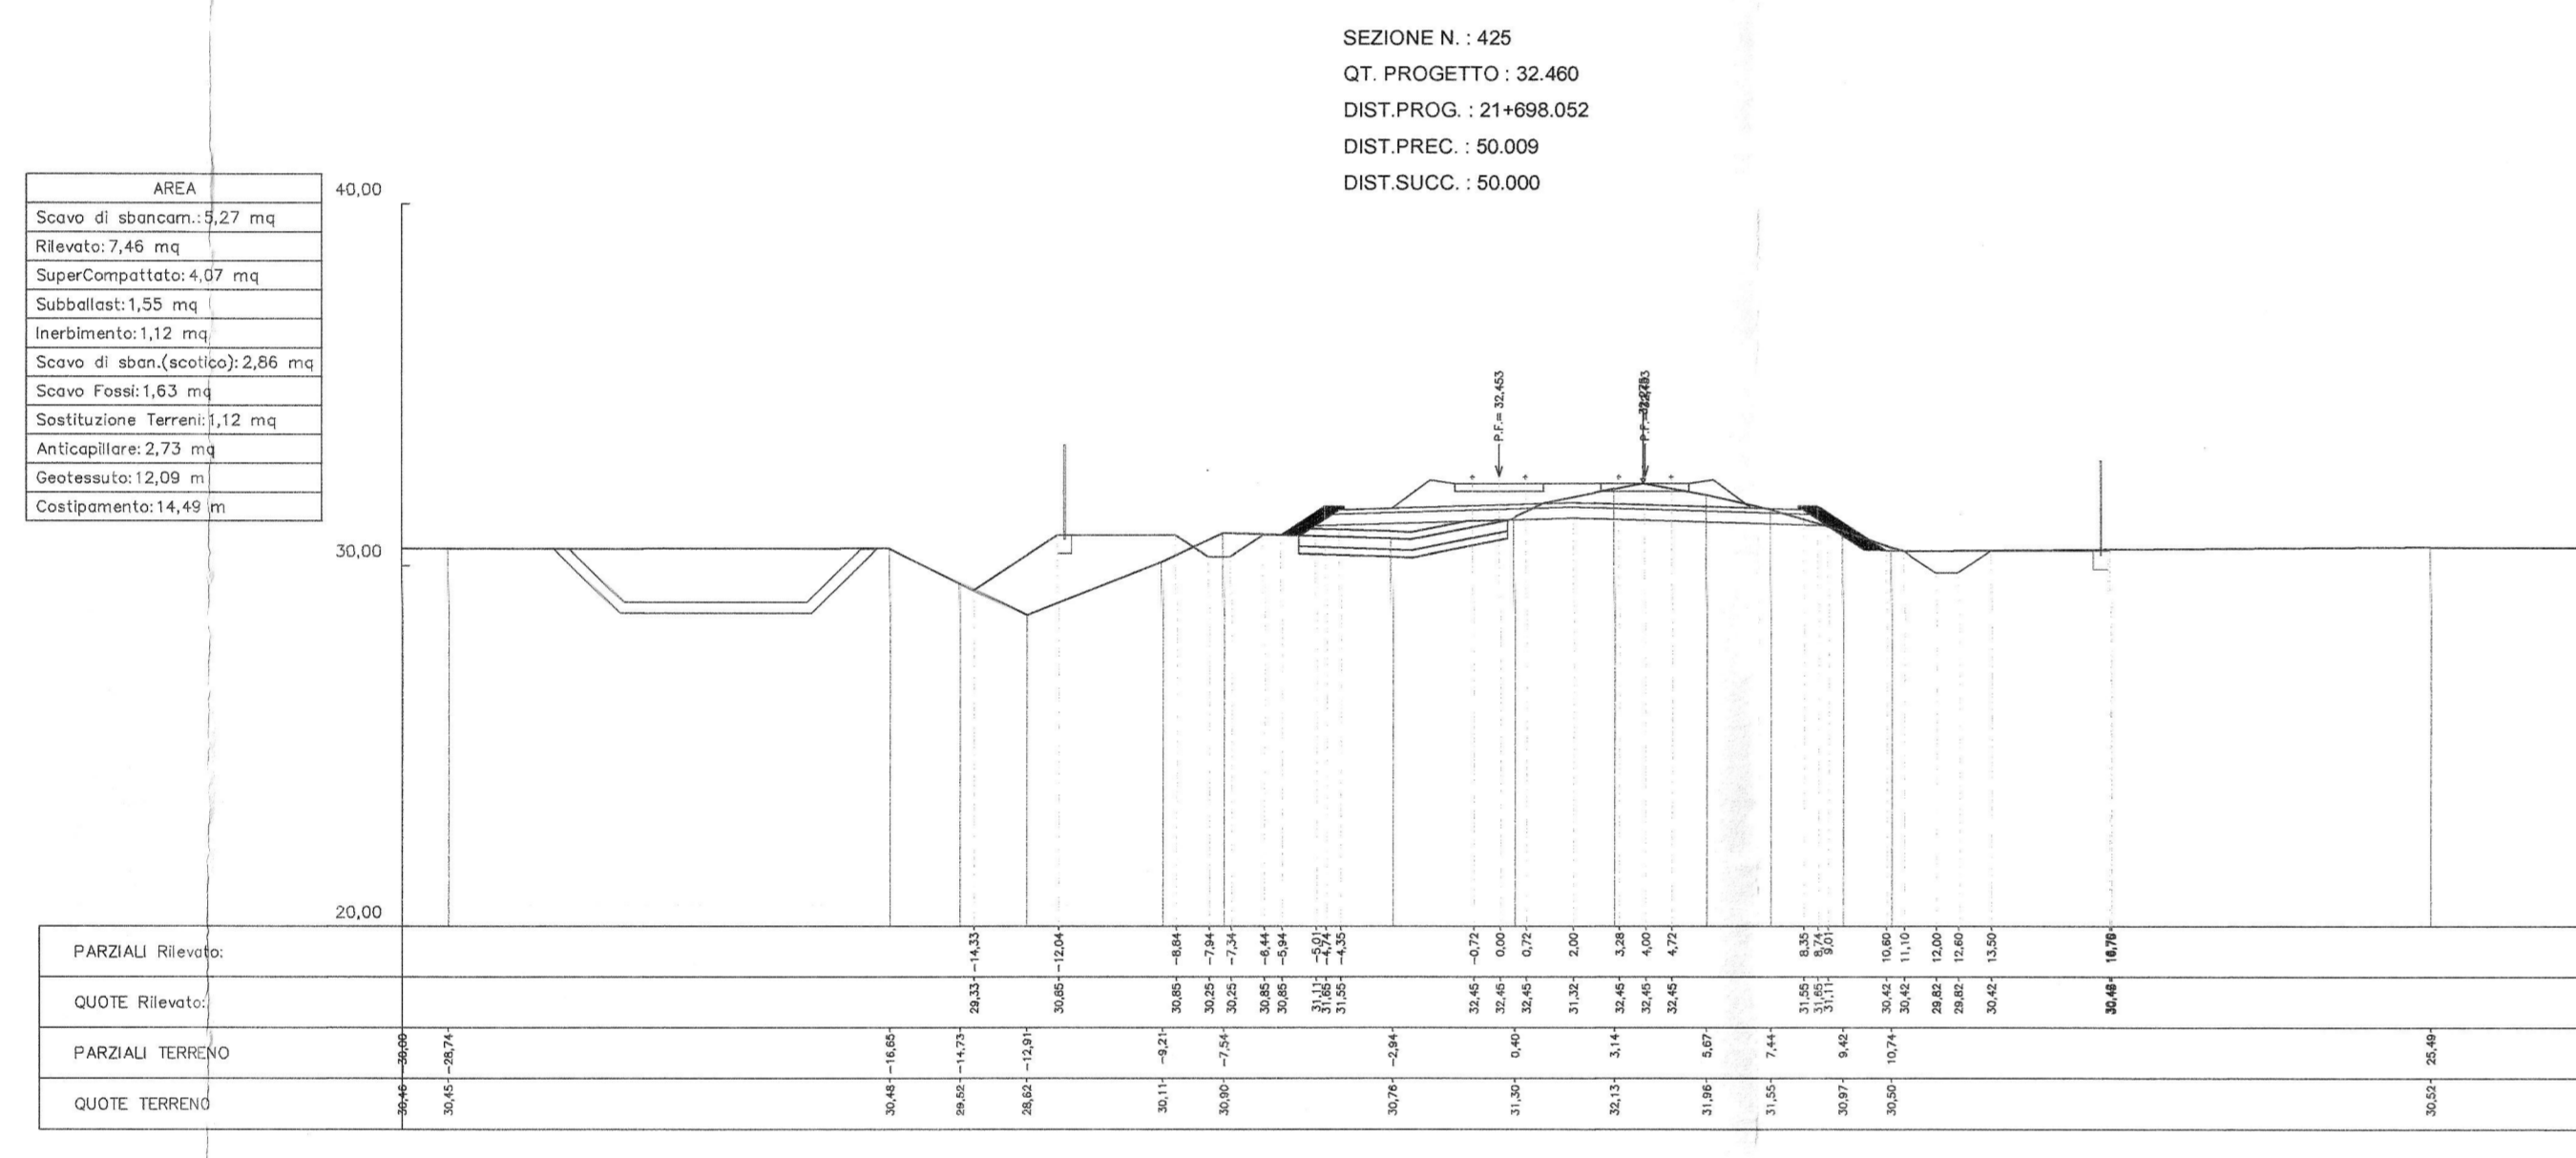 SEZIONE N. : 425
QT. PROGETTO : 32.460
DIST.PROG. : 21+698.052
DIST.PREC. : 50.009
DIST.SUCC. : 50.000
AREA
Scavo di sbancam.: 5,27 mq
Rilevato: 7,46 mq
SuperCompattato: 4,07 mq
Subballast: 1,55 mq
Inerbimento: 1,12 mq
Scavo di sban.(scotico): 2,86 mq
Scavo Fossi: 1,63 mq
Sostituzione Terreni: 1,12 mq
Anticapillare: 2,73 mq
Geotessuto: 12,09 m
Costipamento: 14,49 m
40,00
30,00
20,00
P.F.= 32,453
PARZIALI Rilevato: -14,33 -12,04 -8,84 -7,94 -7,34 -6,44 -5,94 -5,01 -4,74 -4,35 -0,72 0,00 0,72 2,00 3,28 4,00 4,72 8,35 8,74 9,01 10,60 11,10 12,00 12,60 13,50
QUOTE Rilevato: 29,33 30,85 30,85 30,25 30,25 30,85 30,85 31,11 31,65 31,55 32,45 32,45 32,45 31,32 32,45 32,45 32,45 31,55 31,65 31,11 30,42 30,42 29,82 29,82 30,42
PARZIALI TERRENO -30,00 -28,74 -16,65 -14,73 -12,91 -9,21 -7,54 -2,94 0,40 3,14 5,67 7,44 9,42 10,74 25,49
QUOTE TERRENO 30,46 30,45 30,48 29,52 28,62 30,11 30,90 30,76 31,30 32,13 31,96 31,55 30,97 30,50 30,52